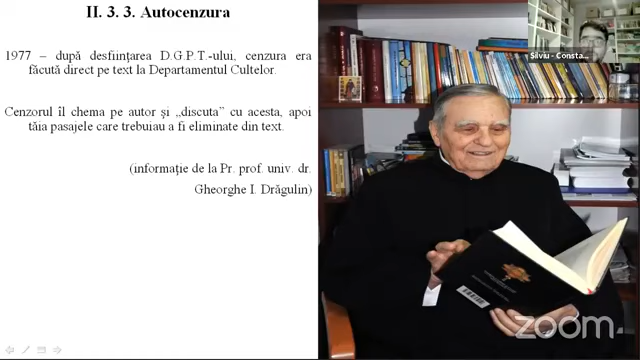 II. 3. 3. Autocenzura
1977 – după desființarea D.G.P.T.-ului, cenzura era
făcută direct pe text la Departamentul Cultelor.
Cenzorul îl chema pe autor și „discuta” cu acesta, apoi
tăia pasajele care trebuiau a fi eliminate din text.
(informație de la Pr. prof. univ. dr.
Gheorghe I. Drăgulin)
Silviu - Consta...
zoom